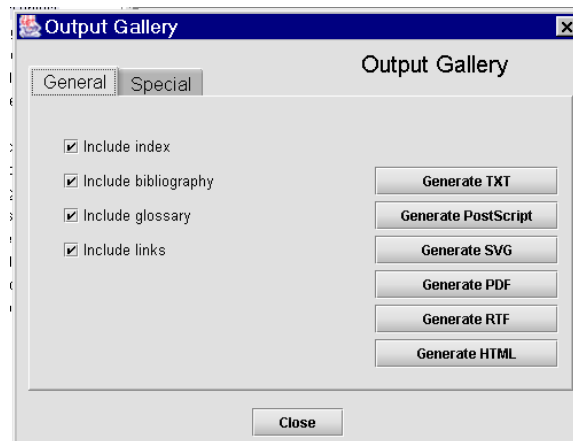 Output Gallery
Output Gallery
General Special
Include index
Include bibliography
Generate TXT
Include glossary
Generate PostScript
Include links
Generate SVG
Generate PDF
Generate RTF
Generate HTML
Close